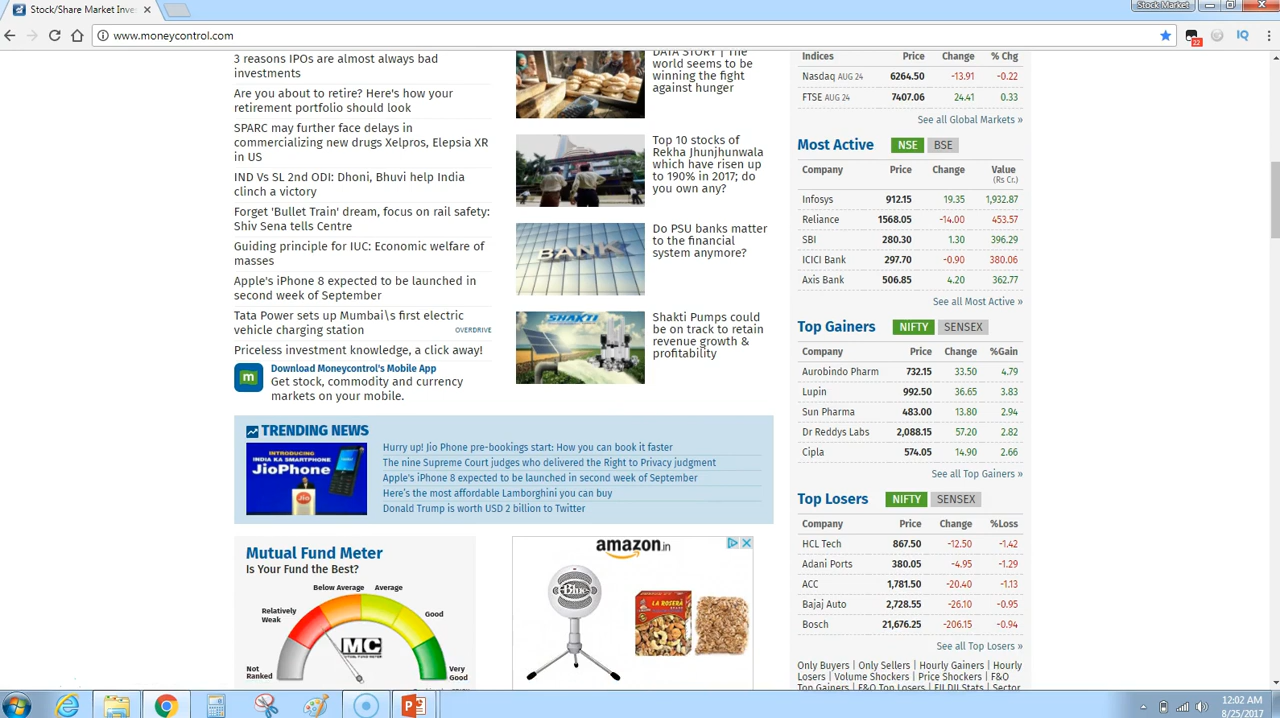 Stock/Share Market Inve
Stock Market
www.moneycontrol.com
22
IQ
3 reasons IPOs are almost always bad
investments
Are you about to retire? Here's how your
retirement portfolio should look
SPARC may further face delays in
commercializing new drugs Xelpros, Elepsia XR
in US
IND Vs SL 2nd ODI: Dhoni, Bhuvi help India
clinch a victory
Forget 'Bullet Train' dream, focus on rail safety:
Shiv Sena tells Centre
Guiding principle for IUC: Economic welfare of
masses
Apple's iPhone 8 expected to be launched in
second week of September
Tata Power sets up Mumbai\s first electric
vehicle charging station OVERDRIVE
Priceless investment knowledge, a click away!
m
Download Moneycontrol's Mobile App
Get stock, commodity and currency
markets on your mobile.
DATA STORY | The
world seems to be
winning the fight
against hunger
Top 10 stocks of
Rekha Jhunjhunwala
which have risen up
to 190% in 2017; do
you own any?
BANK
Do PSU banks matter
to the financial
system anymore?
SHAKTI
Shakti Pumps could
be on track to retain
revenue growth &
profitability
TRENDING NEWS
INTRODUCING
INDIA KA SMARTPHONE
JioPhone
Jio
Hurry up! Jio Phone pre-bookings start: How you can book it faster
The nine Supreme Court judges who delivered the Right to Privacy judgment
Apple's iPhone 8 expected to be launched in second week of September
Here's the most affordable Lamborghini you can buy
Donald Trump is worth USD 2 billion to Twitter
Mutual Fund Meter
Is Your Fund the Best?
Below Average Average
Relatively
Weak
Good
MC
Not
Ranked
Very
Good
amazon.in
Blue
LA ROSERA
Indices Price Change % Chg
Nasdaq AUG 24 6264.50 -13.91 -0.22
FTSE AUG 24 7407.06 24.41 0.33
See all Global Markets »
Most Active NSE BSE
Company Price Change Value
(Rs Cr.)
Infosys 912.15 19.35 1,932.87
Reliance 1568.05 -14.00 453.57
SBI 280.30 1.30 396.29
ICICI Bank 297.70 -0.90 380.06
Axis Bank 506.85 4.20 362.77
See all Most Active »
Top Gainers NIFTY SENSEX
Company Price Change %Gain
Aurobindo Pharm 732.15 33.50 4.79
Lupin 992.50 36.65 3.83
Sun Pharma 483.00 13.80 2.94
Dr Reddys Labs 2,088.15 57.20 2.82
Cipla 574.05 14.90 2.66
See all Top Gainers »
Top Losers NIFTY SENSEX
Company Price Change %Loss
HCL Tech 867.50 -12.50 -1.42
Adani Ports 380.05 -4.95 -1.29
ACC 1,781.50 -20.40 -1.13
Bajaj Auto 2,728.55 -26.10 -0.95
Bosch 21,676.25 -206.15 -0.94
See all Top Losers »
Only Buyers | Only Sellers | Hourly Gainers | Hourly
Losers | Volume Shockers | Price Shockers | F&O
Top Gainers | F&O Top Losers | FII DII Stats | Sector
12:02 AM
8/25/2017